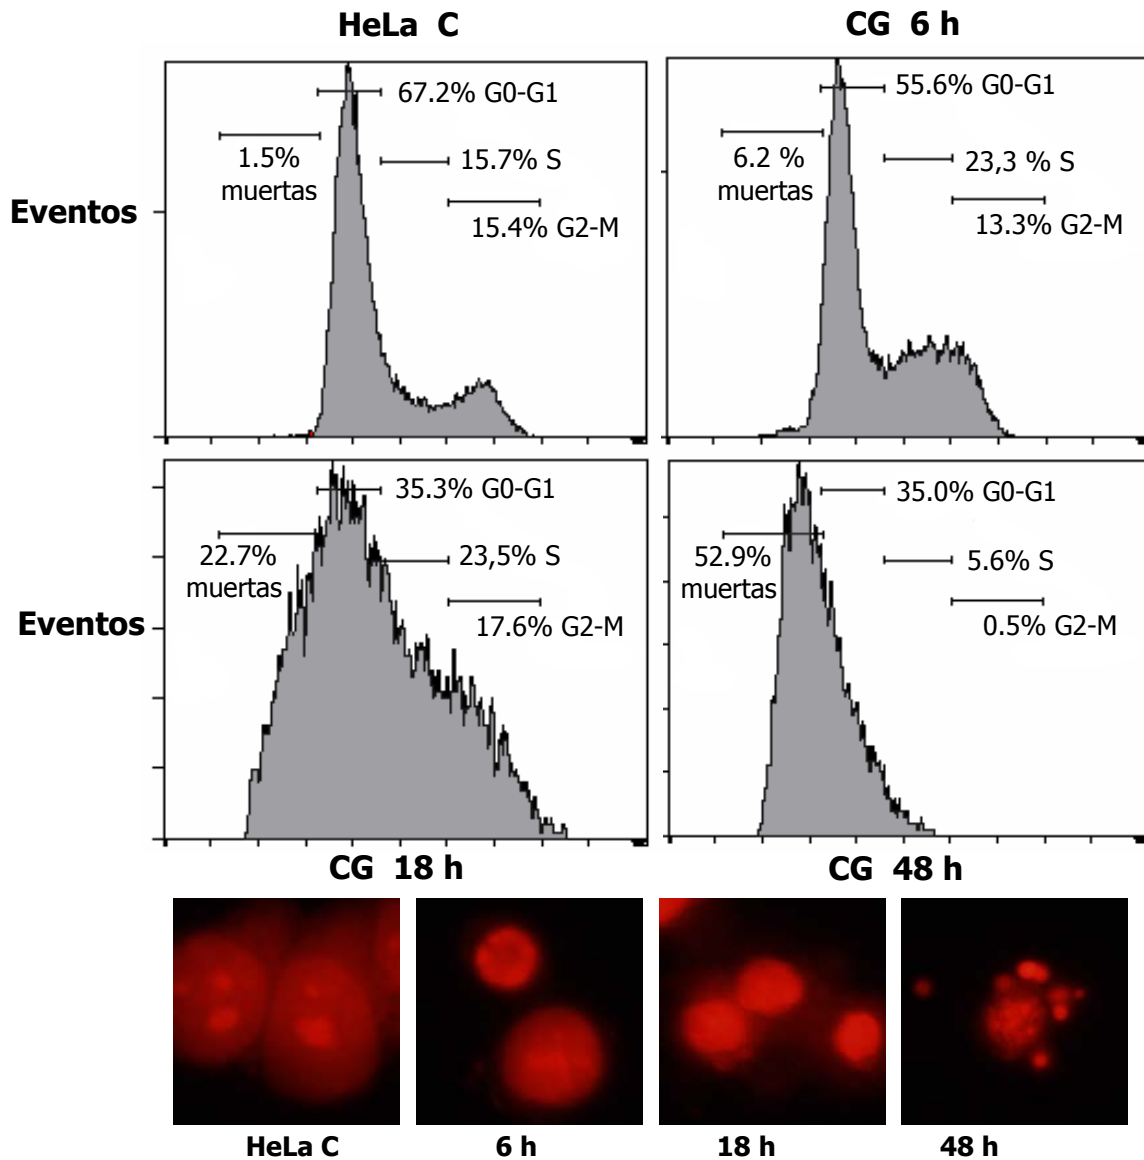 HeLa C
CG 6 h
67.2% G0-G1
1.5%
muertas
15.7% S
15.4% G2-M
55.6% G0-G1
6.2 %
muertas
23,3 % S
13.3% G2-M
Eventos
35.3% G0-G1
22.7%
muertas
23,5% S
17.6% G2-M
35.0% G0-G1
52.9%
muertas
5.6% S
0.5% G2-M
Eventos
CG 18 h
CG 48 h
HeLa C
6 h
18 h
48 h